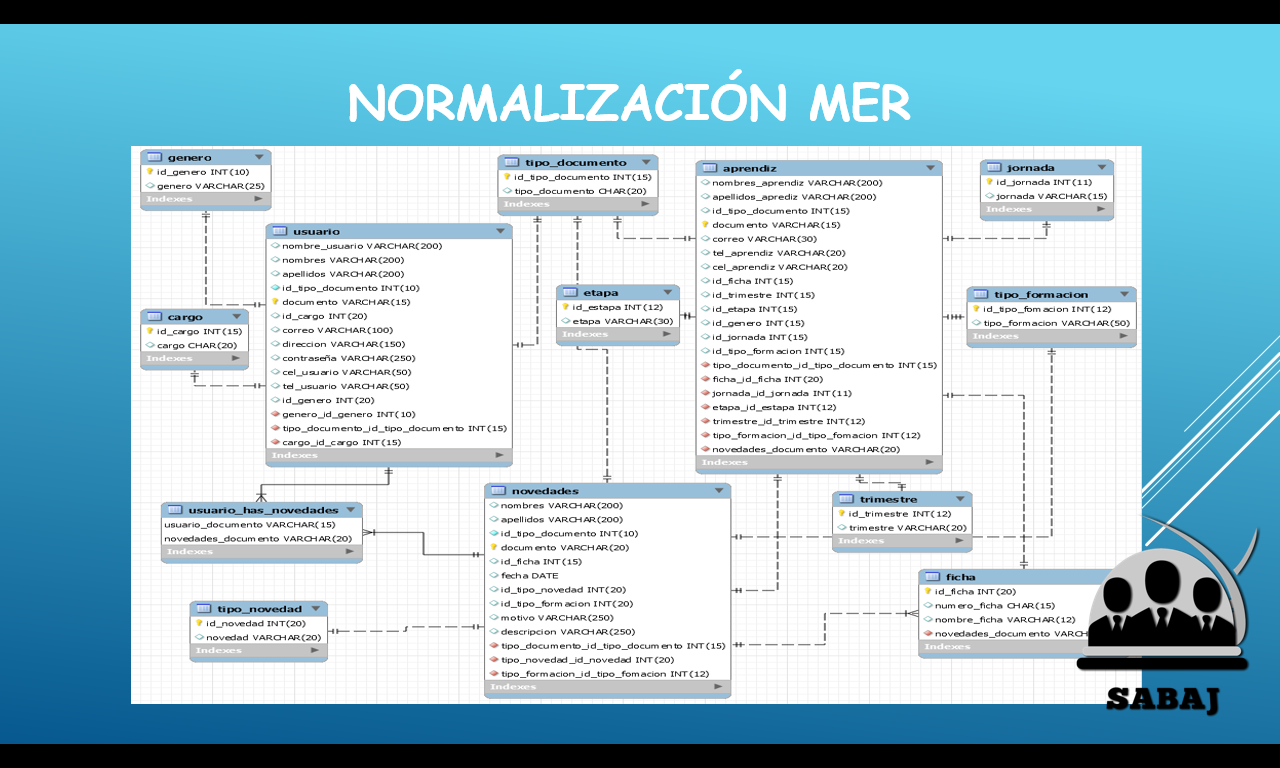 NORMALIZACIÓN MER
genero
id_genero INT(10)
genero VARCHAR(25)
Indexes
tipo_documento
id_tipo_documento INT(15)
tipo_documento CHAR(20)
Indexes
aprendiz
nombres_aprendiz VARCHAR(200)
apellidos_aprediz VARCHAR(200)
id_tipo_documento INT(15)
documento VARCHAR(15)
correo VARCHAR(30)
tel_aprendiz VARCHAR(20)
cel_aprendiz VARCHAR(20)
id_ficha INT(15)
id_trimestre INT(15)
id_etapa INT(15)
id_genero INT(15)
id_jornada INT(15)
id_tipo_formacion INT(15)
tipo_documento_id_tipo_documento INT(15)
ficha_id_ficha INT(20)
jornada_id_jornada INT(11)
etapa_id_estapa INT(12)
trimestre_id_trimestre INT(12)
tipo_formacion_id_tipo_fomacion INT(12)
novedades_documento VARCHAR(20)
Indexes
jornada
id_jornada INT(11)
jornada VARCHAR(15)
Indexes
usuario
nombre_usuario VARCHAR(200)
nombres VARCHAR(200)
apellidos VARCHAR(200)
id_tipo_documento INT(10)
documento VARCHAR(15)
id_cargo INT(20)
correo VARCHAR(100)
direccion VARCHAR(150)
contraseña VARCHAR(250)
cel_usuario VARCHAR(50)
tel_usuario VARCHAR(50)
id_genero INT(20)
genero_id_genero INT(10)
tipo_documento_id_tipo_documento INT(15)
cargo_id_cargo INT(15)
Indexes
etapa
id_estapa INT(12)
etapa VARCHAR(30)
Indexes
tipo_formacion
id_tipo_fomacion INT(12)
tipo_formacion VARCHAR(50)
Indexes
cargo
id_cargo INT(15)
cargo CHAR(20)
Indexes
usuario_has_novedades
usuario_documento VARCHAR(15)
novedades_documento VARCHAR(20)
Indexes
novedades
nombres VARCHAR(200)
apellidos VARCHAR(200)
id_tipo_documento INT(10)
documento VARCHAR(20)
id_ficha INT(15)
fecha DATE
id_tipo_novedad INT(20)
id_tipo_formacion INT(20)
motivo VARCHAR(250)
descripcion VARCHAR(250)
tipo_documento_id_tipo_documento INT(15)
tipo_novedad_id_novedad INT(20)
tipo_formacion_id_tipo_fomacion INT(12)
Indexes
trimestre
id_trimestre INT(12)
trimestre VARCHAR(20)
Indexes
tipo_novedad
id_novedad INT(20)
novedad VARCHAR(20)
Indexes
ficha
id_ficha INT(20)
numero_ficha CHAR(15)
nombre_ficha VARCHAR(12)
novedades_documento
Indexes
SABAJ